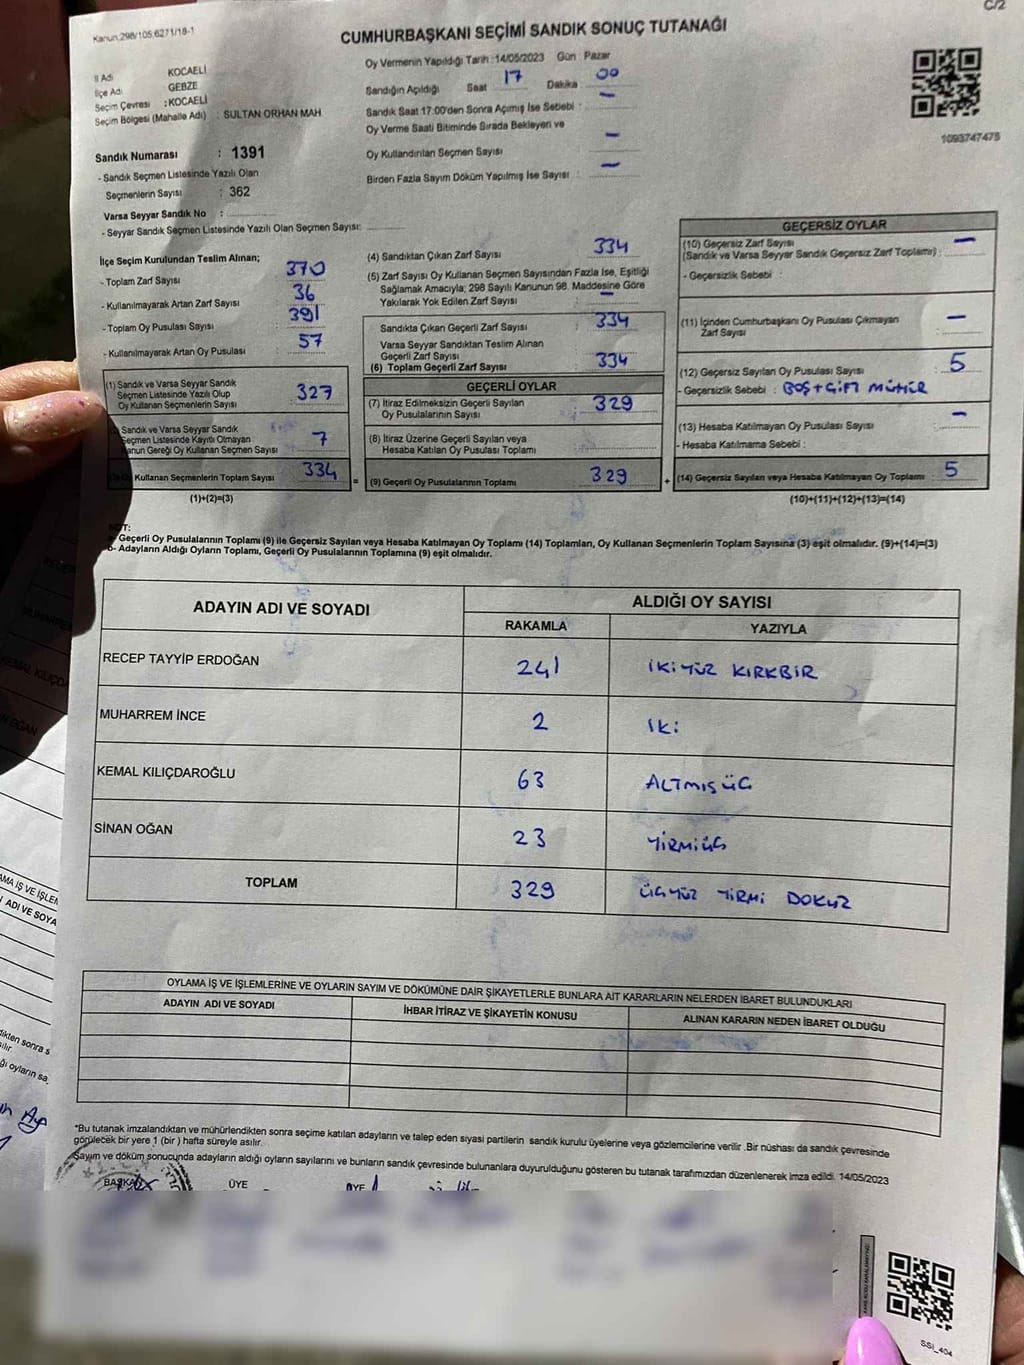 C/2
Kanun.298/105,6271/18-1
CUMHURBAŞKANI SEÇİMİ SANDIK SONUÇ TUTANAĞI
İl Adı KOCAELİ
İlçe Adı GEBZE
Seçim Çevresi : KOCAELİ
Seçim Bölgesi (Mahalle Adı) : SULTAN ORHAN MAH
Oy Vermenin Yapıldığı Tarih :14/05/2023 Gün : Pazar
Sandığın Açıldığı Saat 17 Dakika 00
Sandık Saat 17:00'den Sonra Açımış İse Sebebi : –
Oy Verme Saati Bitiminde Sırada Bekleyen ve
Oy Kullandırılan Seçmen Sayısı –
Birden Fazla Sayım Döküm Yapılmış İse Sayısı : –
1093747475
Sandık Numarası : 1391
- Sandık Seçmen Listesinde Yazılı Olan
Seçmenlerin Sayısı : 362
Varsa Seyyar Sandık No :
- Seyyar Sandık Seçmen Listesinde Yazılı Olan Seçmen Sayısı:
İlçe Seçim Kurulundan Teslim Alınan;
- Toplam Zarf Sayısı : 370
- Kullanılmayarak Artan Zarf Sayısı : 36
- Toplam Oy Pusulası Sayısı : 391
- Kullanılmayarak Artan Oy Pusulası : 57
(1) Sandık ve Varsa Seyyar Sandık
Seçmen Listesinde Yazılı Olup
Oy Kullanan Seçmenlerin Sayısı : 327
Sandık ve Varsa Seyyar Sandık
Seçmen Listesinde Kayıtlı Olmayan
Kanun Gereği Oy Kullanan Seçmen Sayısı : 7
Oy Kullanan Seçmenlerin Toplam Sayısı : 334
(1)+(2)=(3)
(4) Sandıktan Çıkan Zarf Sayısı : 334
(5) Zarf Sayısı Oy Kullanan Seçmen Sayısından Fazla İse, Eşitliği
Sağlamak Amacıyla; 298 Sayılı Kanunun 98. Maddesine Göre
Yakılarak Yok Edilen Zarf Sayısı : –
Sandıkta Çıkan Geçerli Zarf Sayısı : 334
Varsa Seyyar Sandıktan Teslim Alınan
Geçerli Zarf Sayısı
(6) Toplam Geçerli Zarf Sayısı : 334
GEÇERLİ OYLAR
(7) İtiraz Edilmeksizin Geçerli Sayılan
Oy Pusulalarının Sayısı : 329
(8) İtiraz Üzerine Geçerli Sayılan veya
Hesaba Katılan Oy Pusulası Toplamı :
= (9) Geçerli Oy Pusulalarının Toplamı : 329
GEÇERSİZ OYLAR
(10) Geçersiz Zarf Sayısı
(Sandık ve Varsa Seyyar Sandık Geçersiz Zarf Toplamı) : –
- Geçersizlik Sebebi :
(11) İçinden Cumhurbaşkanı Oy Pusulası Çıkmayan
Zarf Sayısı : –
(12) Geçersiz Sayılan Oy Pusulası Sayısı : 5
- Geçersizlik Sebebi : BOŞ+ÇİFT MÜHÜR
(13) Hesaba Katılmayan Oy Pusulası Sayısı : –
- Hesaba Katılmama Sebebi :
+ (14) Geçersiz Sayılan veya Hesaba Katılmayan Oy Toplamı : 5
(10)+(11)+(12)+(13)=(14)
NOT:
a- Geçerli Oy Pusulalarının Toplamı (9) ile Geçersiz Sayılan veya Hesaba Katılmayan Oy Toplamı (14) Toplamları, Oy Kullanan Seçmenlerin Toplam Sayısına (3) eşit olmalıdır. (9)+(14)=(3)
b- Adayların Aldığı Oyların Toplamı, Geçerli Oy Pusulalarının Toplamına (9) eşit olmalıdır.
ADAYIN ADI VE SOYADI ALDIĞI OY SAYISI
RAKAMLA YAZIYLA
RECEP TAYYİP ERDOĞAN 241 İKİYÜZ KIRKBİR
MUHARREM İNCE 2 İKİ
KEMAL KILIÇDAROĞLU 63 ALTMIŞÜÇ
SİNAN OĞAN 23 YİRMİÜÇ
TOPLAM 329 ÜÇYÜZ YİRMİ DOKUZ
OYLAMA İŞ VE İŞLEMLERİNE VE OYLARIN SAYIM VE DÖKÜMÜNE DAİR ŞİKAYETLERLE BUNLARA AİT KARARLARIN NELERDEN İBARET BULUNDUKLARI
ADAYIN ADI VE SOYADI İHBAR İTİRAZ VE ŞİKAYETİN KONUSU ALINAN KARARIN NEDEN İBARET OLDUĞU
*Bu tutanak imzalandıktan ve mühürlendikten sonra seçime katılan adayların ve talep eden siyasi partilerin sandık kurulu üyelerine veya gözlemcilerine verilir .Bir nüshası da sandık çevresinde
görülecek bir yere 1 (bir ) hafta süreyle asılır.
Sayım ve döküm sonucunda adayların aldığı oyların sayılarını ve bunların sandık çevresinde bulunanlara duyurulduğunu gösteren bu tutanak tarafımızdan düzenlenerek imza edildi. 14/05/2023
BAŞKAN ÜYE ÜYE
SSİ_404